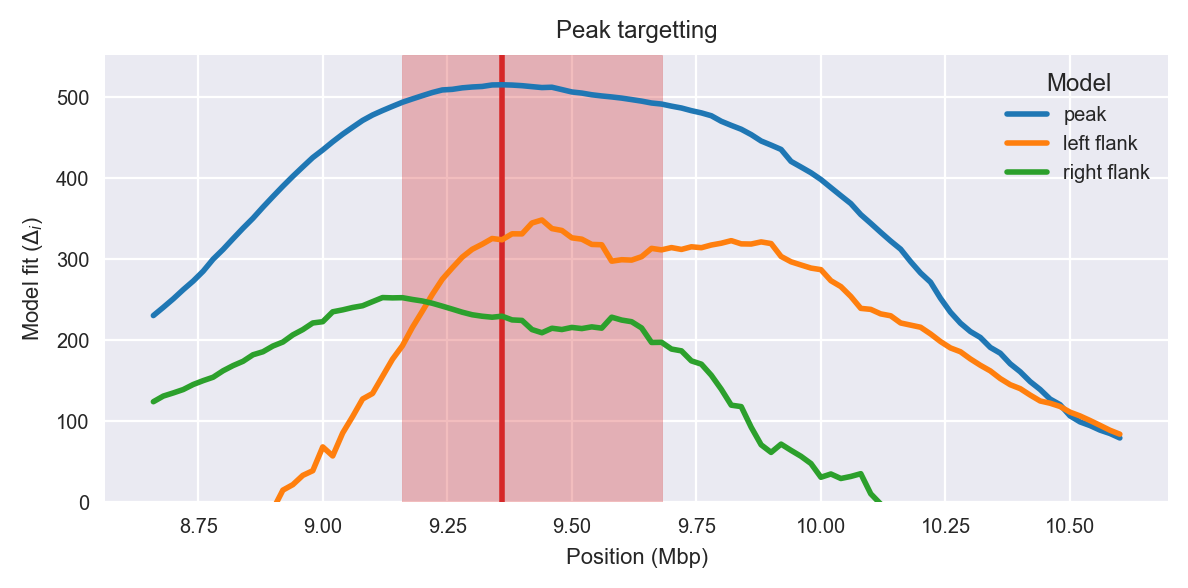 Peak targetting
Model
peak
left flank
right flank
Model fit (Δi)
500
400
300
200
100
0
8.75 9.00 9.25 9.50 9.75 10.00 10.25 10.50
Position (Mbp)